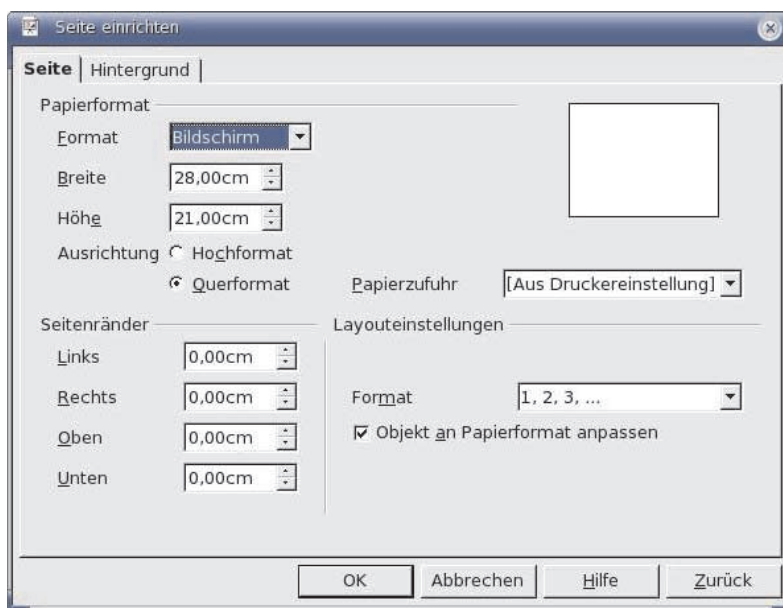 Seite einrichten
Seite
Hintergrund
Papierformat
Format
Bildschirm
Breite
28,00cm
Höhe
21,00cm
Ausrichtung
Hochformat
Querformat
Papierzufuhr
[Aus Druckereinstellung]
Seitenränder
Links
0,00cm
Rechts
0,00cm
Oben
0,00cm
Unten
0,00cm
Layouteinstellungen
Format
1, 2, 3, ...
Objekt an Papierformat anpassen
OK
Abbrechen
Hilfe
Zurück